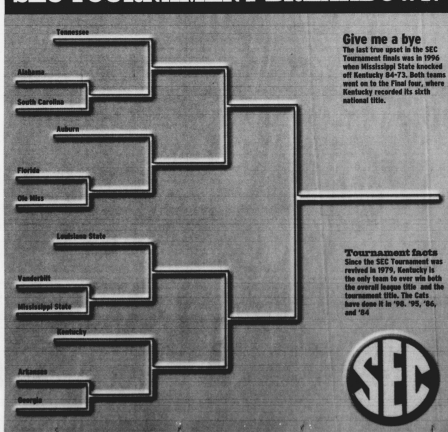 SEC TOURNAMENT BREAKDOWN
Tennessee
Alabama
South Carolina
Auburn
Florida
Ole Miss
Louisiana State
Vanderbilt
Mississippi State
Kentucky
Arkansas
Georgia
Give me a bye
The last true upset in the SEC
Tournament finals was in 1996
when Mississippi State knocked
off Kentucky 84-73. Both teams
went on to the Final four, where
Kentucky recorded its sixth
national title.
Tournament facts
Since the SEC Tournament was
revived in 1979, Kentucky is
the only team to ever win both
the overall league title and the
tournament title. The Cats
have done it in '98. '95, '86,
and '84
SEC